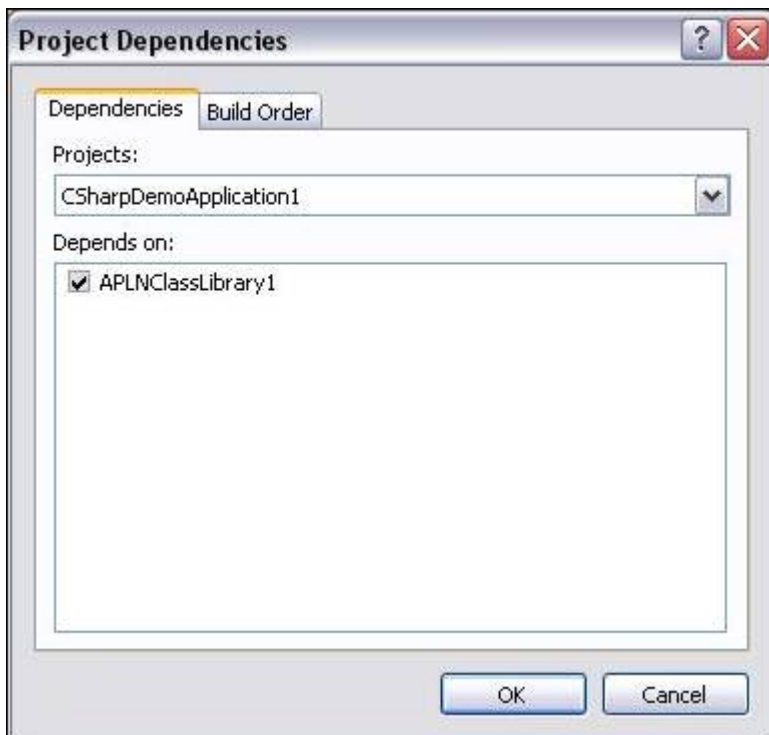 Project Dependencies
?
Dependencies Build Order
Projects:
CSharpDemoApplication1
Depends on:
APLNClassLibrary1
OK Cancel